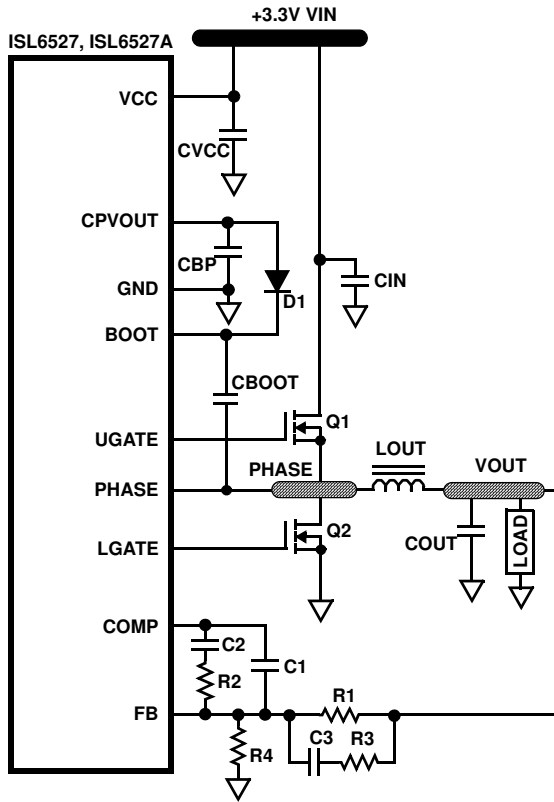 +3.3V VIN
ISL6527, ISL6527A
VCC
CVCC
CPVOUT
CBP
GND
D1
CIN
BOOT
CBOOT
Q1
UGATE
LOUT
PHASE
VOUT
PHASE
Q2
LGATE
COUT
LOAD
COMP
C2
C1
R2
R1
FB
C3
R3
R4